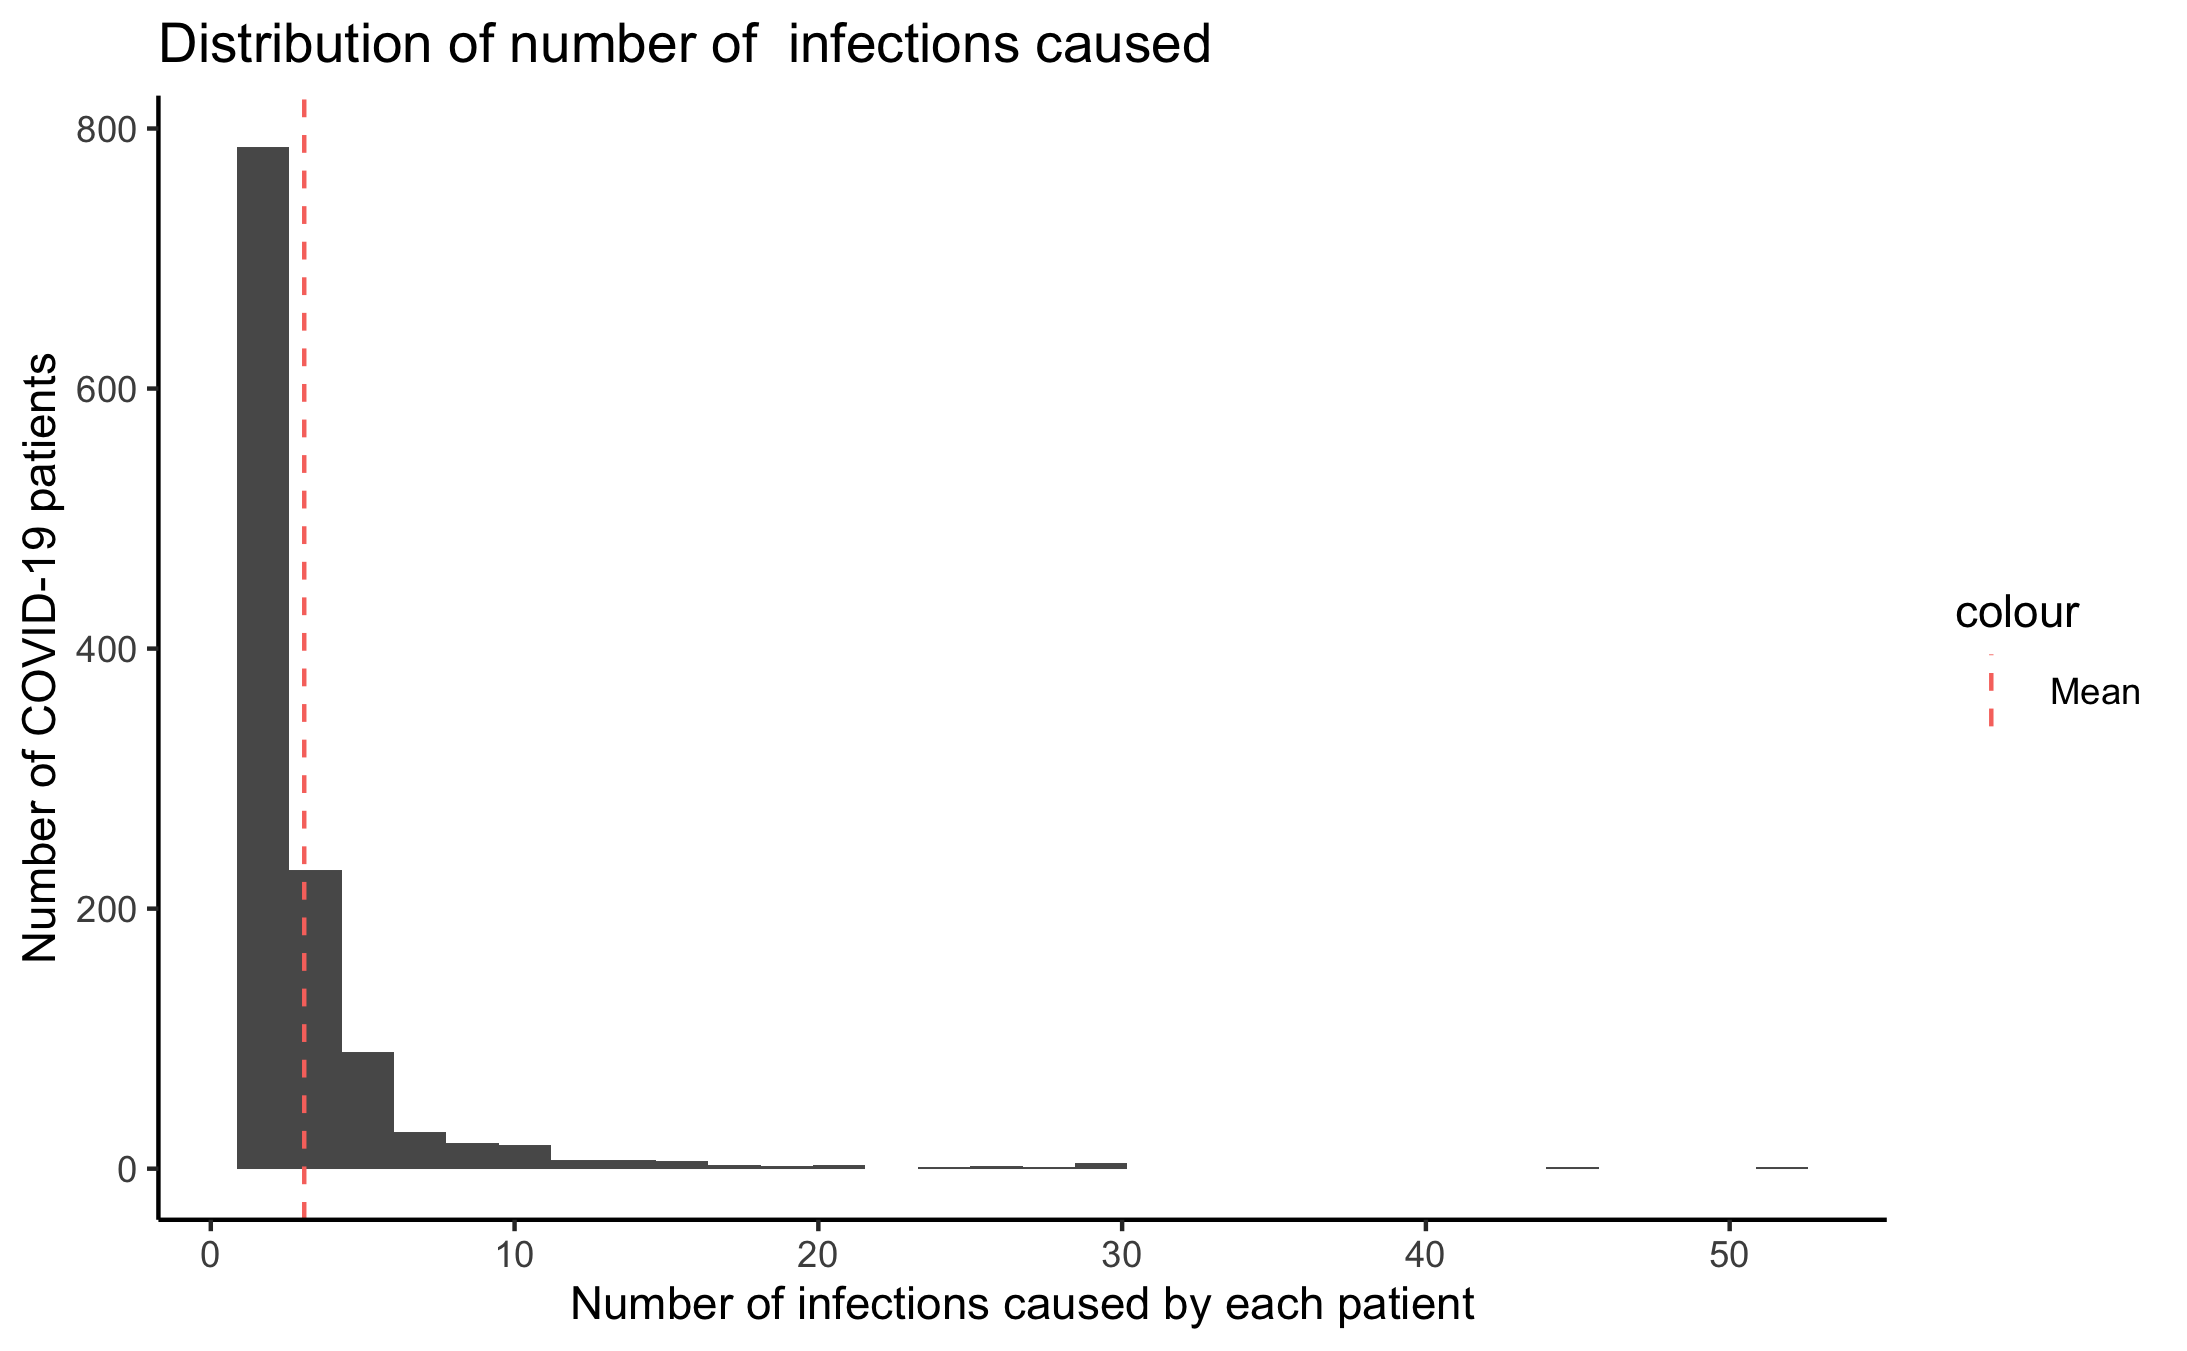 Distribution of number of  infections caused
Number of COVID-19 patients
800
600
400
200
0
0 10 20 30 40 50
Number of infections caused by each patient
colour
Mean